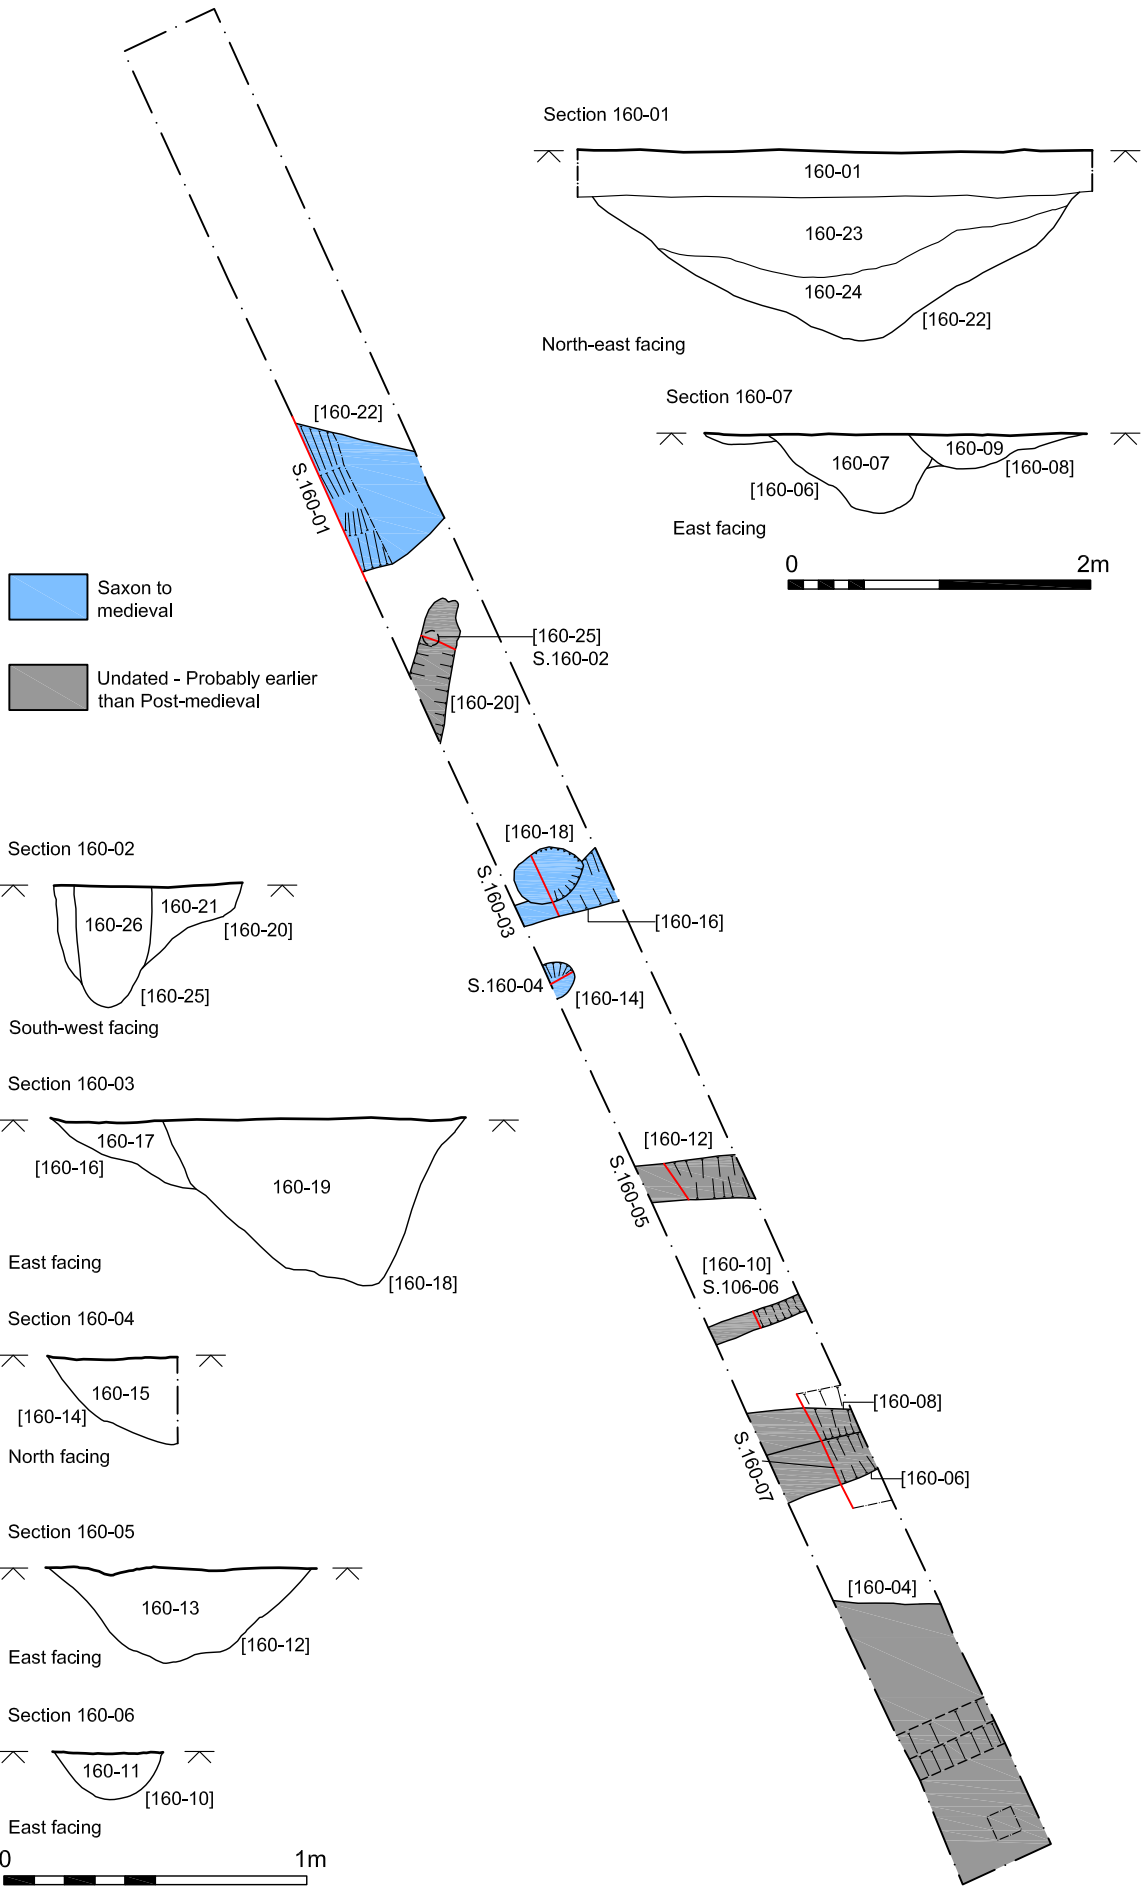 Section 160-01
160-01
160-23
160-24
[160-22]
North-east facing
Section 160-07
160-07
160-09
[160-06]
[160-08]
East facing
0 2m
[160-22]
S.160-01
Saxon to
medieval
Undated - Probably earlier
than Post-medieval
[160-25]
S.160-02
[160-20]
[160-18]
S.160-03
[160-16]
S.160-04
[160-14]
[160-12]
S.160-05
[160-10]
S.106-06
[160-08]
S.160-07
[160-06]
[160-04]
Section 160-02
160-26
160-21
[160-20]
[160-25]
South-west facing
Section 160-03
160-17
[160-16]
160-19
East facing
[160-18]
Section 160-04
160-15
[160-14]
North facing
Section 160-05
160-13
[160-12]
East facing
Section 160-06
160-11
[160-10]
East facing
0 1m